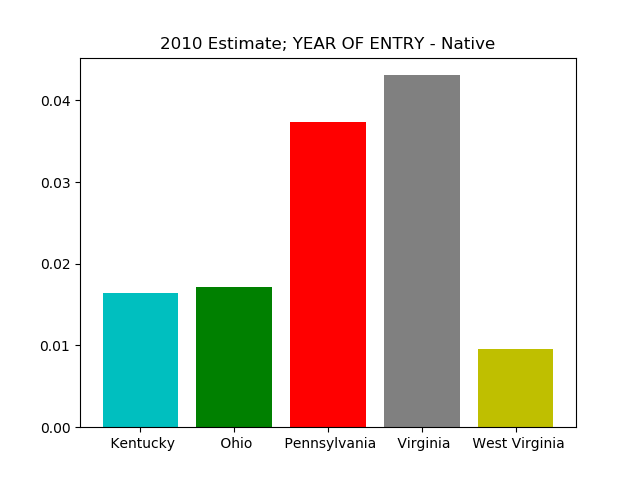 2010 Estimate; YEAR OF ENTRY - Native
0.04
0.03
0.02
0.01
0.00
Kentucky Ohio Pennsylvania Virginia West Virginia